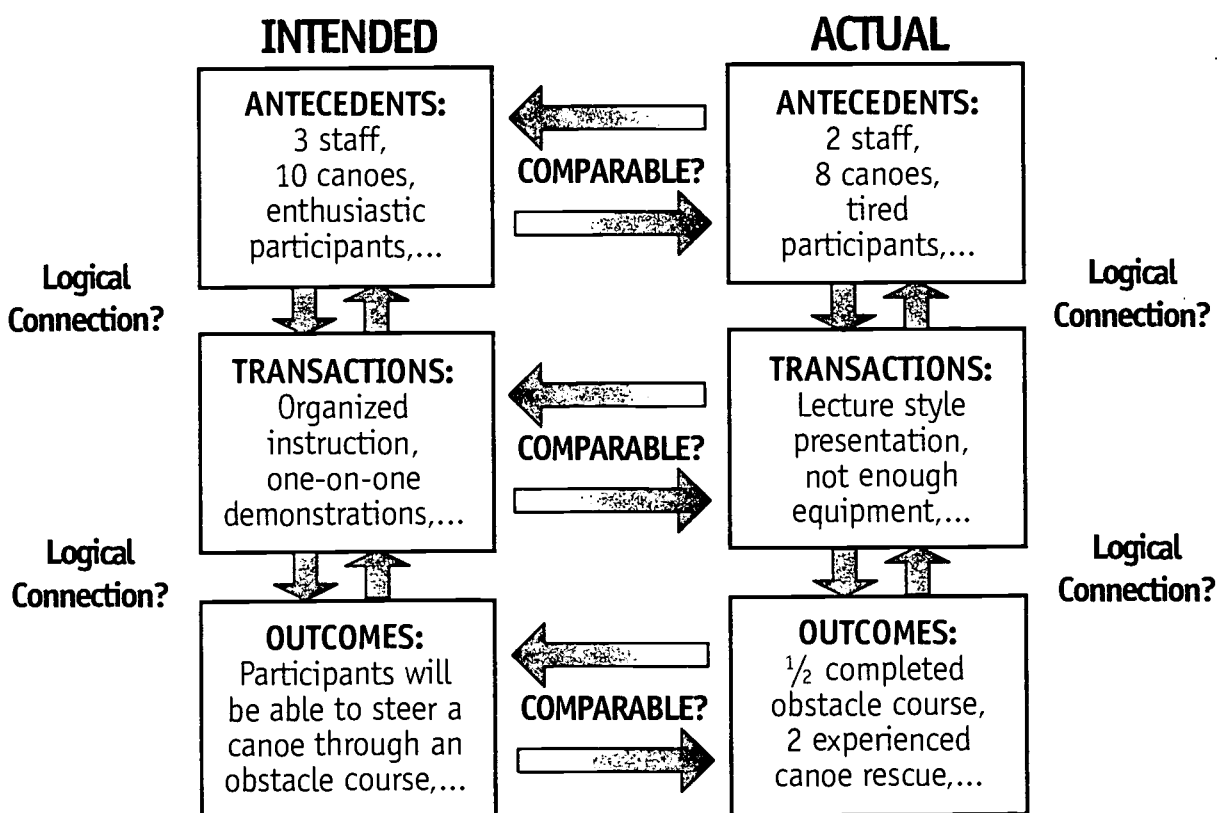 INTENDED
ACTUAL
ANTECEDENTS:
3 staff,
10 canoes,
enthusiastic
participants,...
COMPARABLE?
ANTECEDENTS:
2 staff,
8 canoes,
tired
participants,...
Logical
Connection?
Logical
Connection?
TRANSACTIONS:
Organized
instruction,
one-on-one
demonstrations,...
COMPARABLE?
TRANSACTIONS:
Lecture style
presentation,
not enough
equipment,...
Logical
Connection?
Logical
Connection?
OUTCOMES:
Participants will
be able to steer a
canoe through an
obstacle course,...
COMPARABLE?
OUTCOMES:
½ completed
obstacle course,
2 experienced
canoe rescue,...